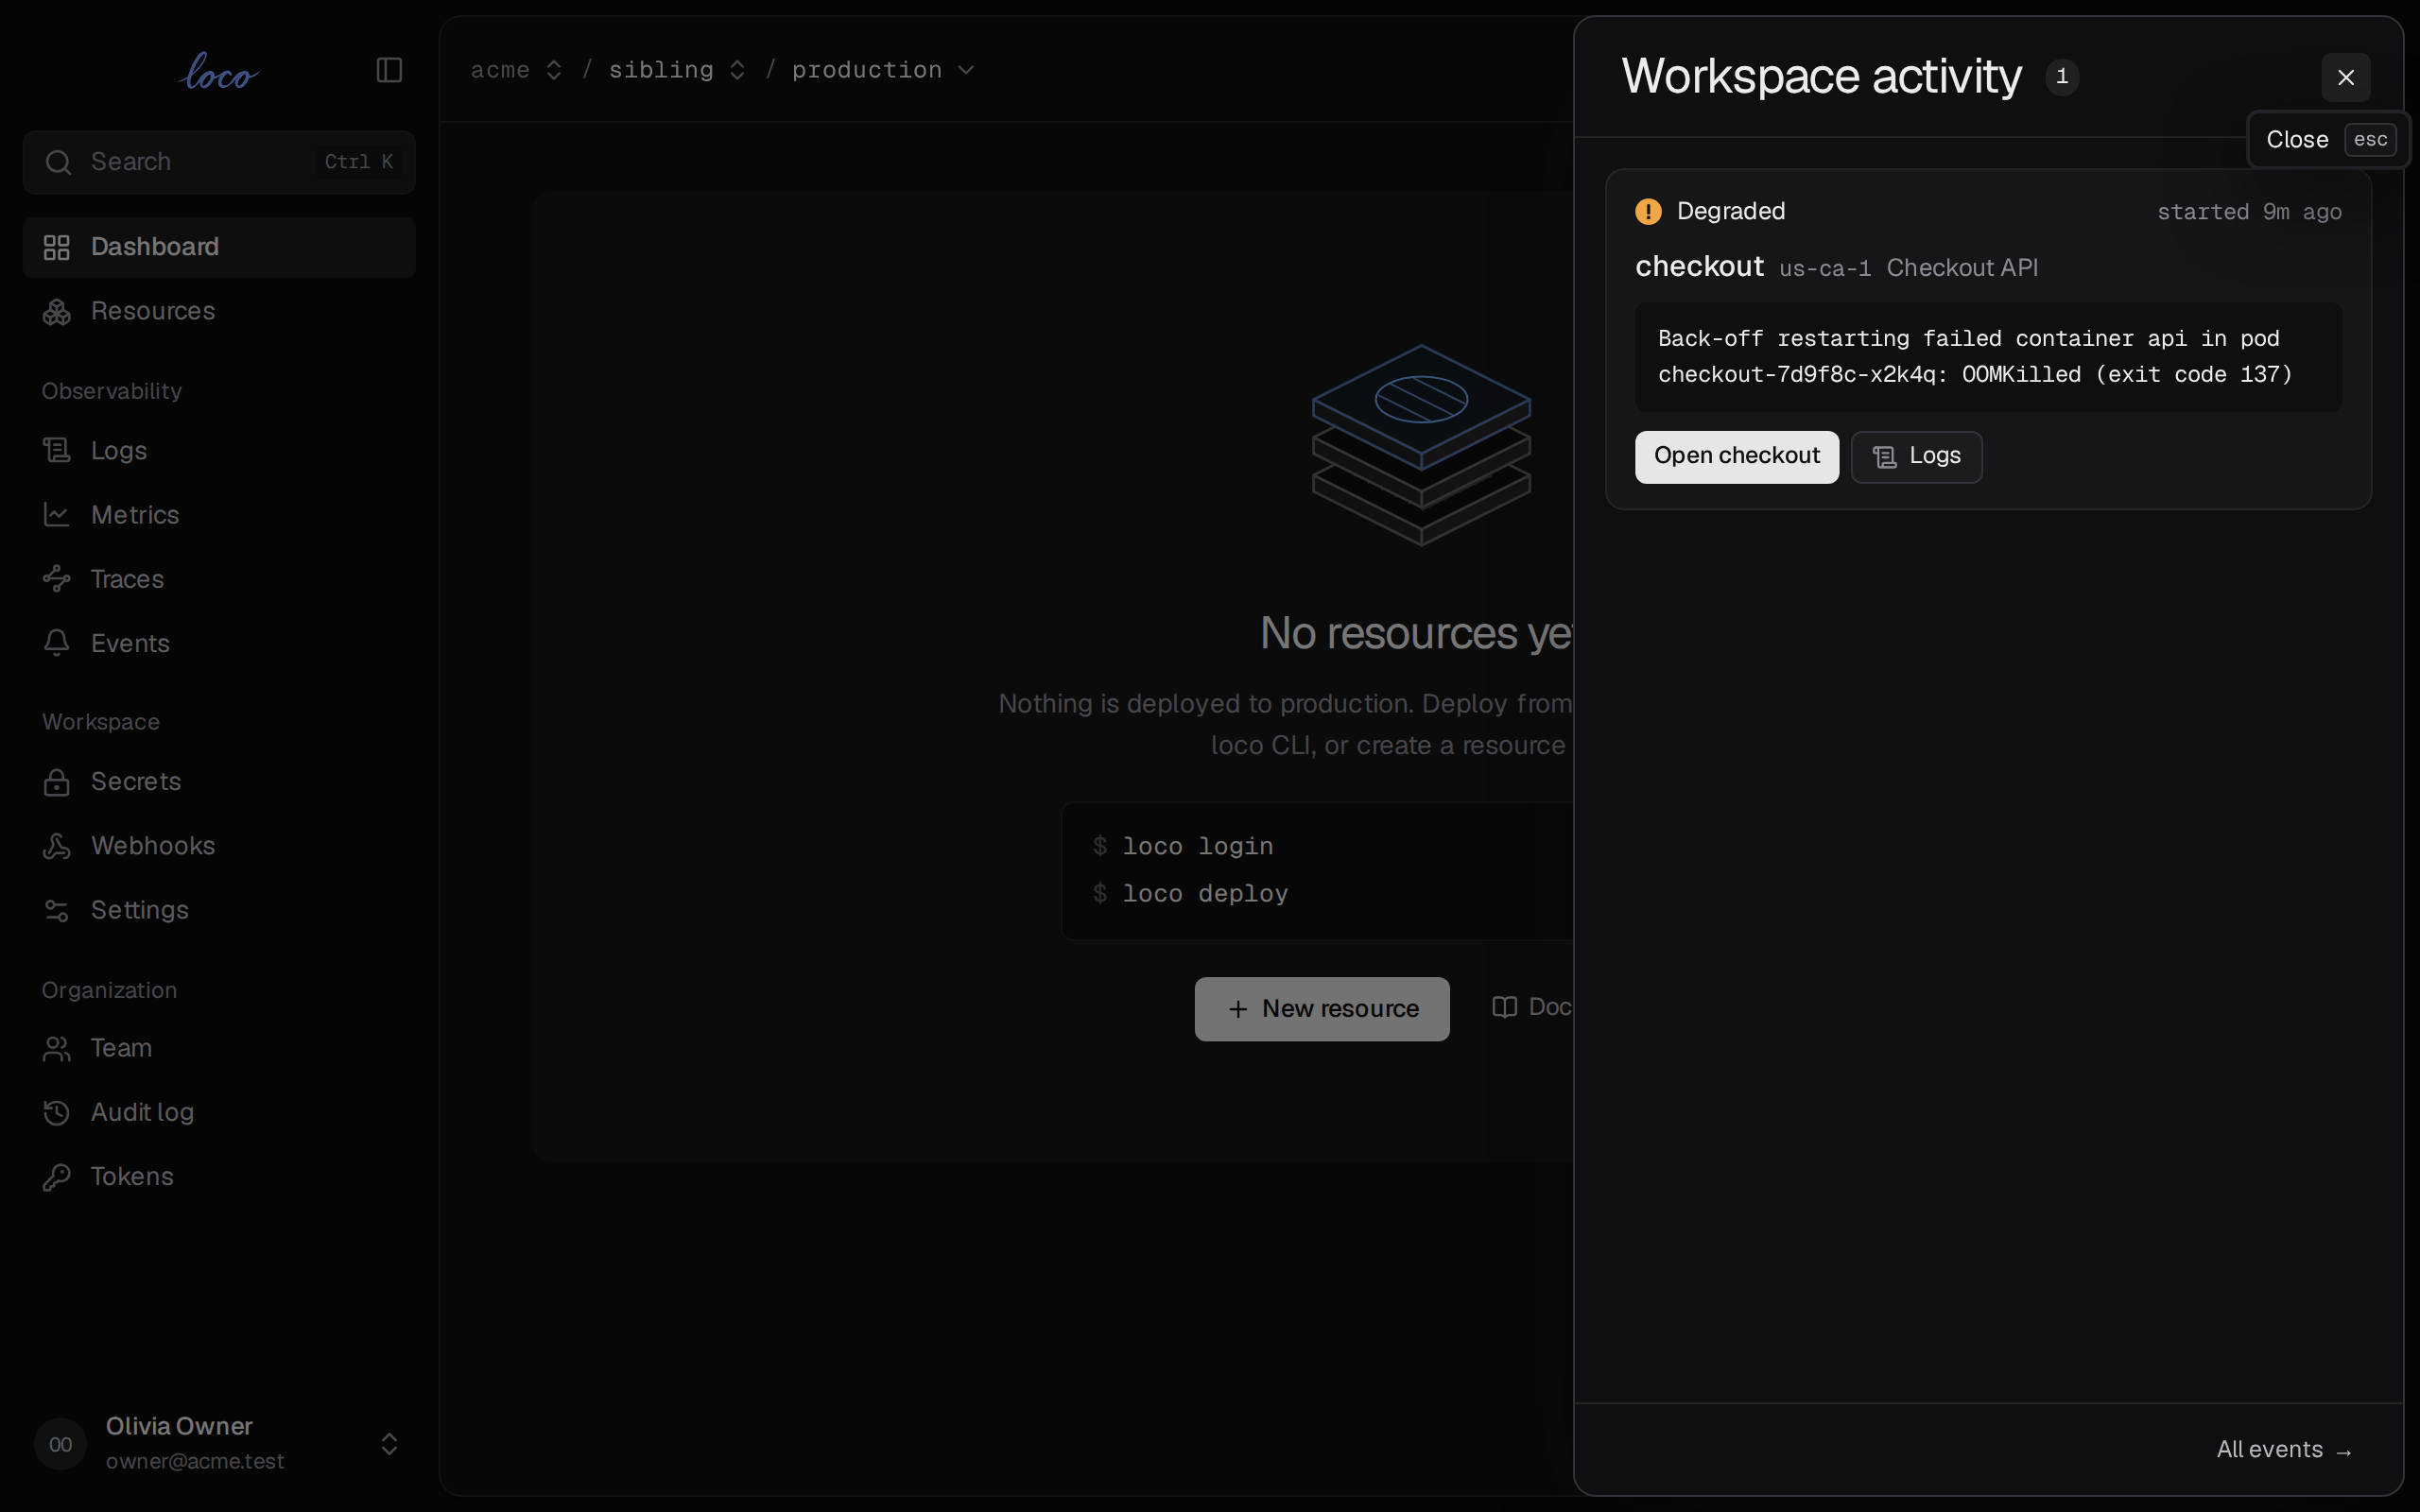 loco
Search Ctrl K
Dashboard
Resources
Observability
Logs
Metrics
Traces
Events
Workspace
Secrets
Webhooks
Settings
Organization
Team
Audit log
Tokens
OO Olivia Owner
owner@acme.test
acme / sibling / production
No resources yet
Nothing is deployed to production. Deploy from
loco CLI, or create a resource
$ loco login
$ loco deploy
+ New resource
Doc
Workspace activity 1
Close esc
Degraded started 9m ago
checkout us-ca-1 Checkout API
Back-off restarting failed container api in pod
checkout-7d9f8c-x2k4q: OOMKilled (exit code 137)
Open checkout Logs
All events →